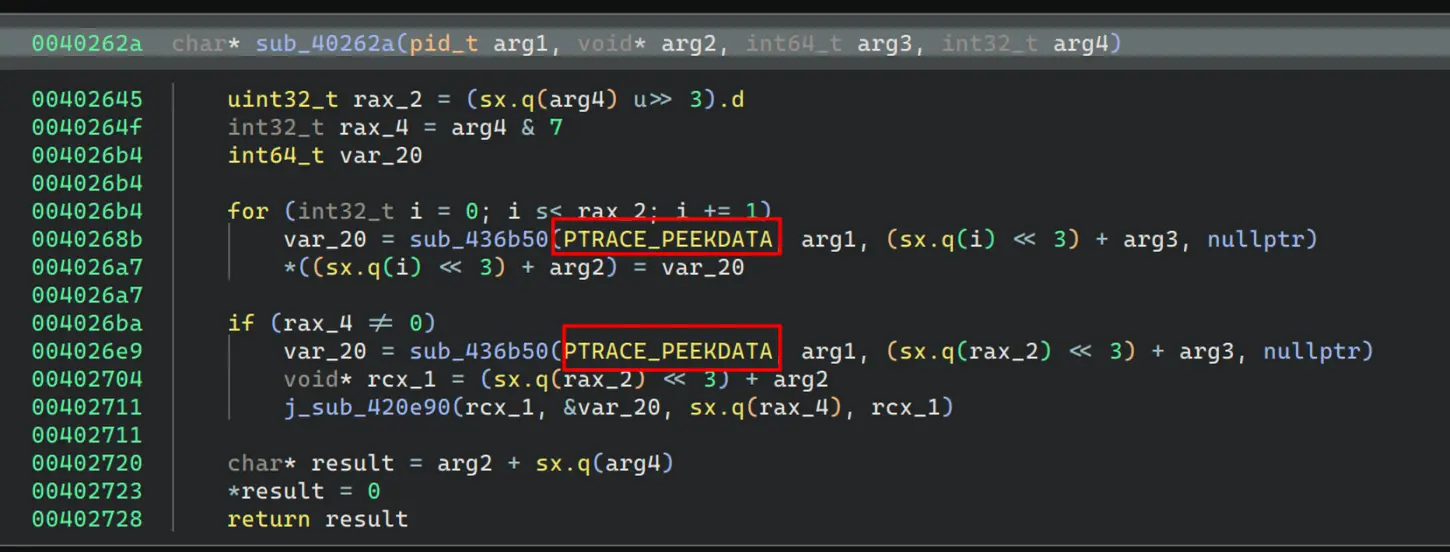 0040262a char* sub_40262a(pid_t arg1, void* arg2, int64_t arg3, int32_t arg4)
00402645 uint32_t rax_2 = (sx.q(arg4) u>> 3).d
0040264f int32_t rax_4 = arg4 & 7
004026b4 int64_t var_20
004026b4
004026b4 for (int32_t i = 0; i s< rax_2; i += 1)
0040268b var_20 = sub_436b50(PTRACE_PEEKDATA arg1, (sx.q(i) << 3) + arg3, nullptr)
004026a7 *((sx.q(i) << 3) + arg2) = var_20
004026a7
004026ba if (rax_4 != 0)
004026e9 var_20 = sub_436b50(PTRACE_PEEKDATA arg1, (sx.q(rax_2) << 3) + arg3, nullptr)
00402704 void* rcx_1 = (sx.q(rax_2) << 3) + arg2
00402711 j_sub_420e90(rcx_1, &var_20, sx.q(rax_4), rcx_1)
00402711
00402720 char* result = arg2 + sx.q(arg4)
00402723 *result = 0
00402728 return result